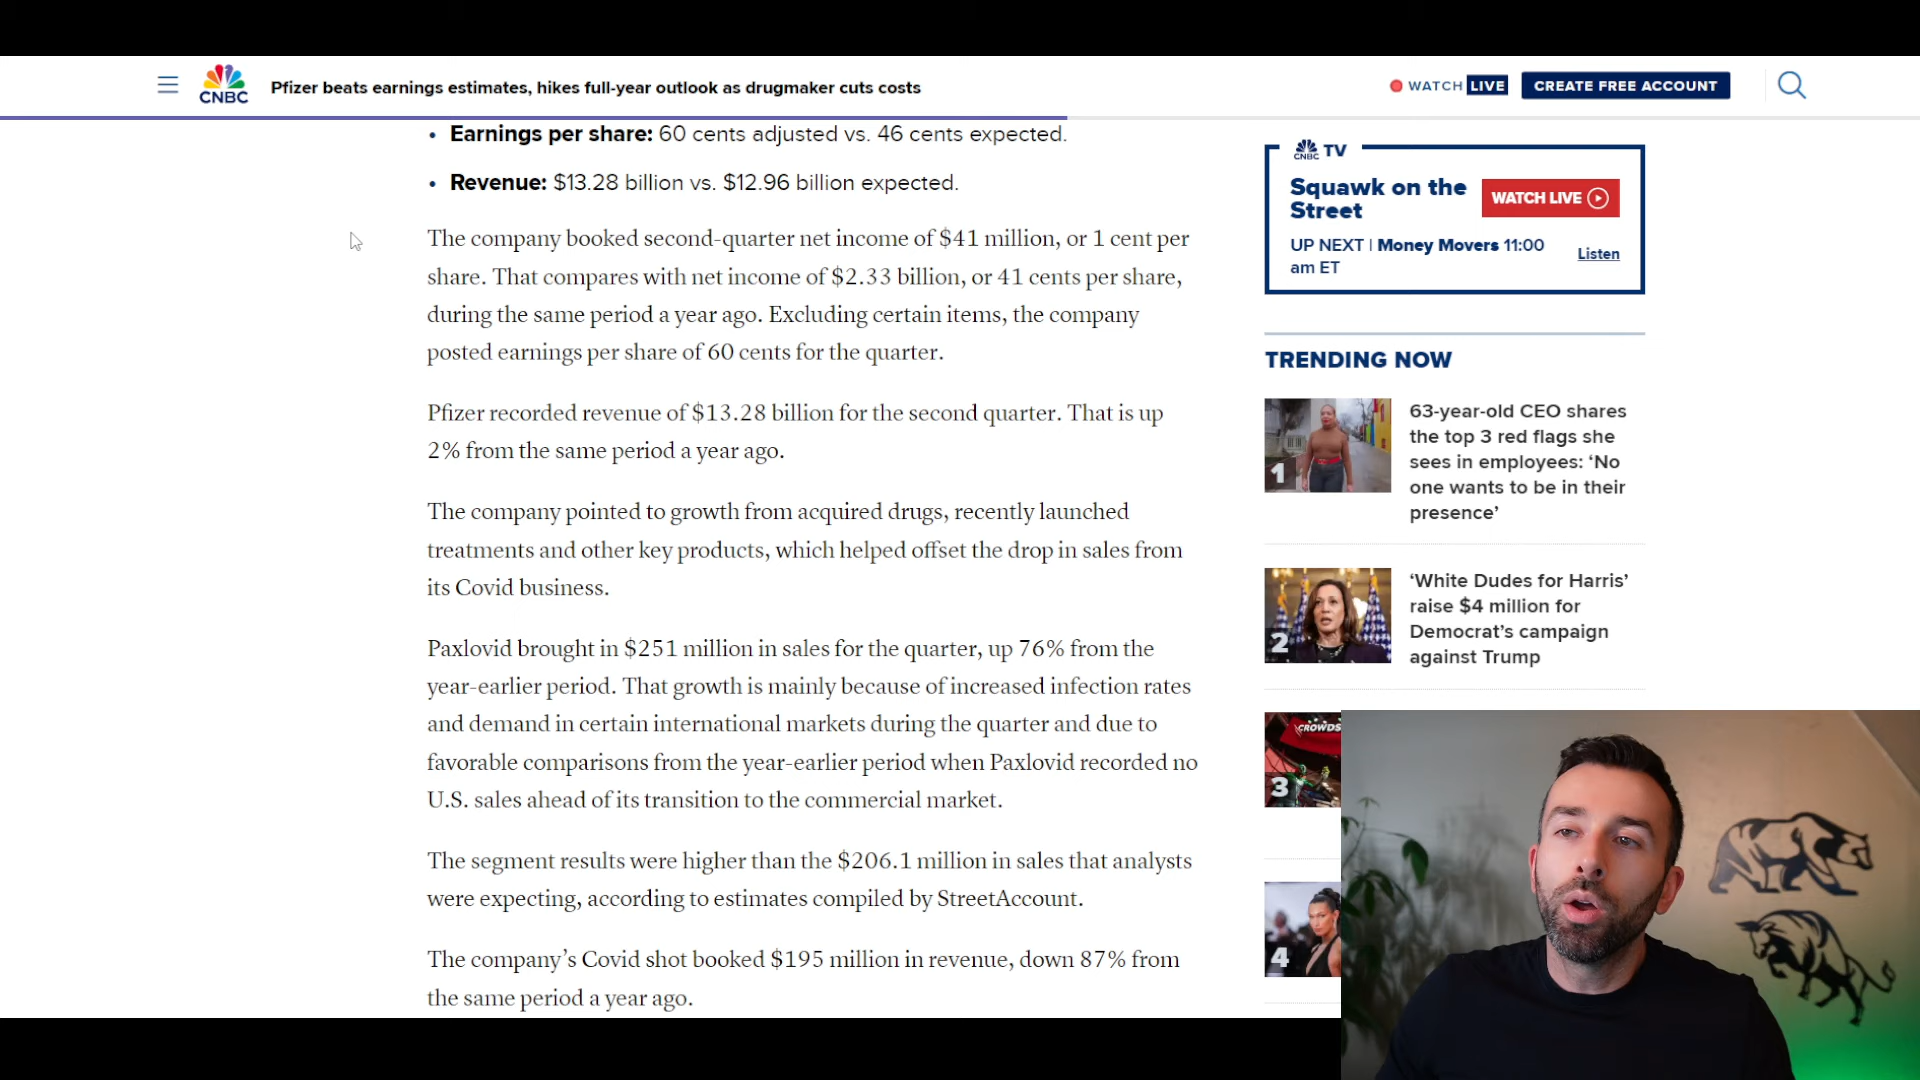 CNBC
Pfizer beats earnings estimates, hikes full-year outlook as drugmaker cuts costs
WATCH LIVE
CREATE FREE ACCOUNT
• Earnings per share: 60 cents adjusted vs. 46 cents expected.
• Revenue: $13.28 billion vs. $12.96 billion expected.
The company booked second-quarter net income of $41 million, or 1 cent per
share. That compares with net income of $2.33 billion, or 41 cents per share,
during the same period a year ago. Excluding certain items, the company
posted earnings per share of 60 cents for the quarter.
Pfizer recorded revenue of $13.28 billion for the second quarter. That is up
2% from the same period a year ago.
The company pointed to growth from acquired drugs, recently launched
treatments and other key products, which helped offset the drop in sales from
its Covid business.
Paxlovid brought in $251 million in sales for the quarter, up 76% from the
year-earlier period. That growth is mainly because of increased infection rates
and demand in certain international markets during the quarter and due to
favorable comparisons from the year-earlier period when Paxlovid recorded no
U.S. sales ahead of its transition to the commercial market.
The segment results were higher than the $206.1 million in sales that analysts
were expecting, according to estimates compiled by StreetAccount.
The company’s Covid shot booked $195 million in revenue, down 87% from
the same period a year ago.
CNBC TV
Squawk on the
Street
WATCH LIVE
UP NEXT | Money Movers 11:00
am ET
Listen
TRENDING NOW
1
63-year-old CEO shares
the top 3 red flags she
sees in employees: ‘No
one wants to be in their
presence’
2
‘White Dudes for Harris’
raise $4 million for
Democrat’s campaign
against Trump
CROWDS
3
4